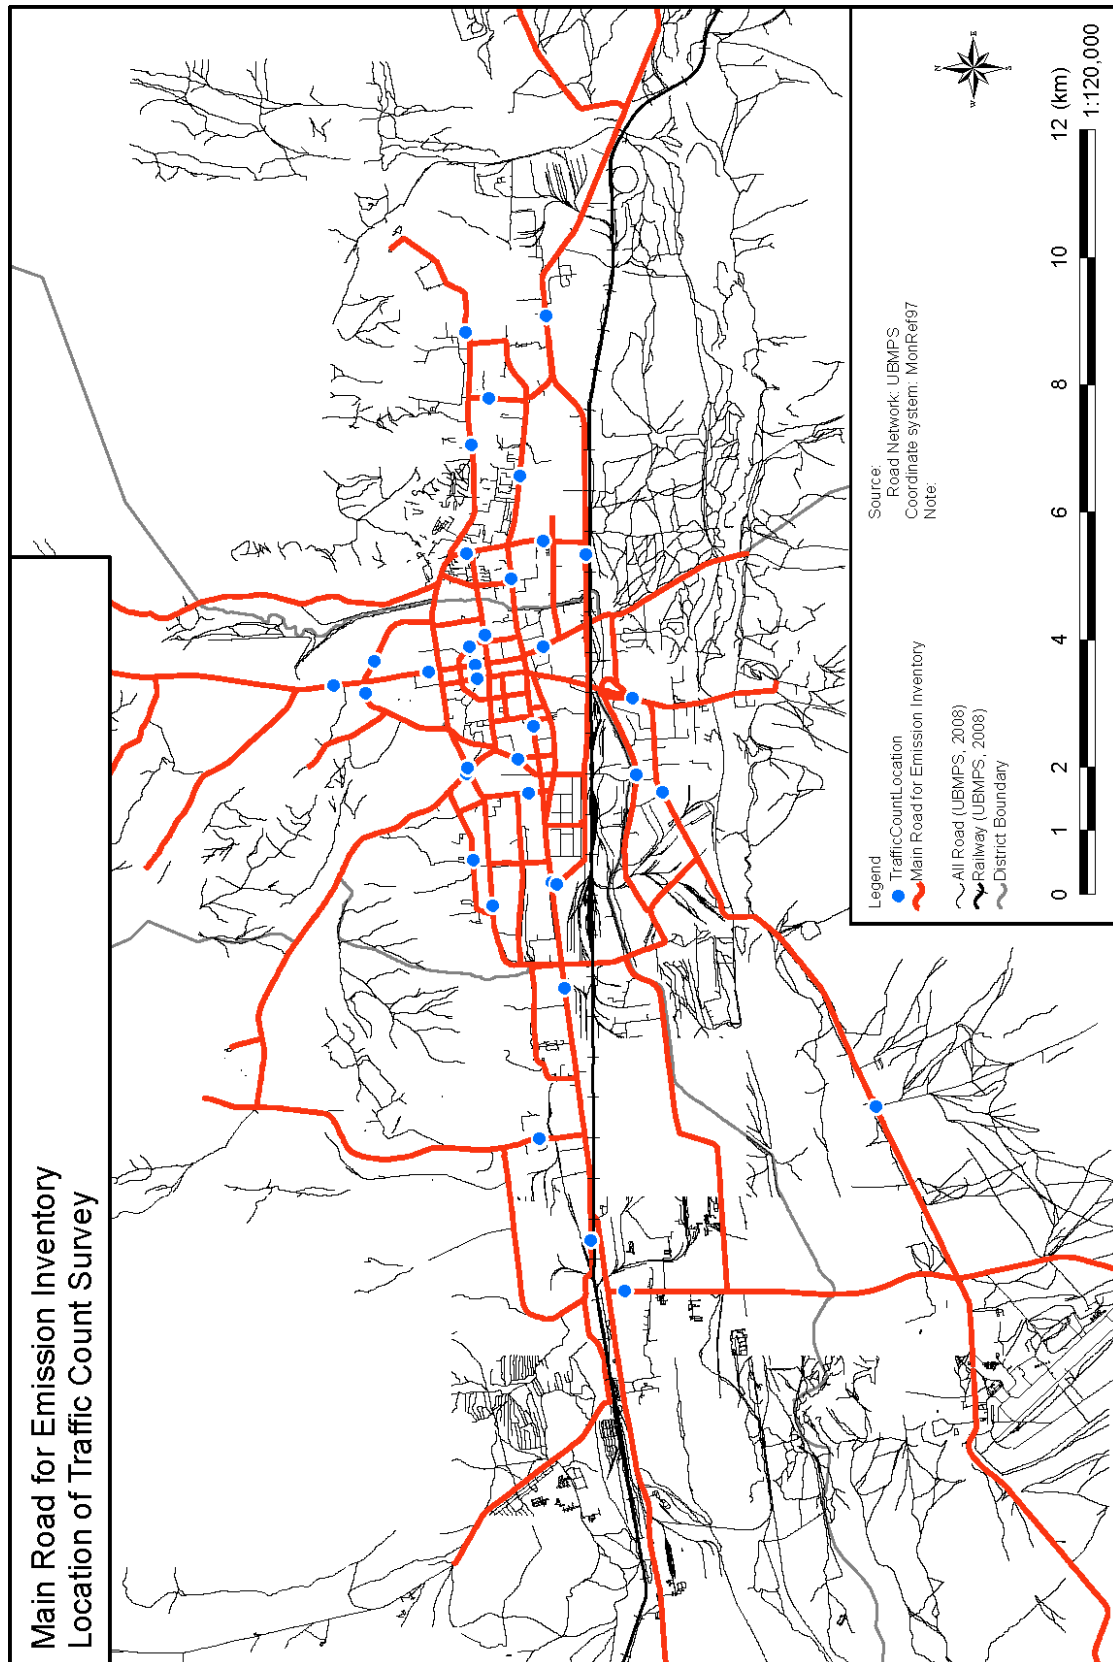 Main Road for Emission Inventory
Location of Traffic Count Survey
Legend
TrafficCountLocation
Main Road for Emission Inventory
All Road (UBMPS, 2008)
Railway (UBMPS, 2008)
District Boundary
Source:
Road Network: UBMPS
Coordinate system: MonRef97
Note:
N
W
E
S
0 1 2 4 6 8 10 12 (km)
1:120,000